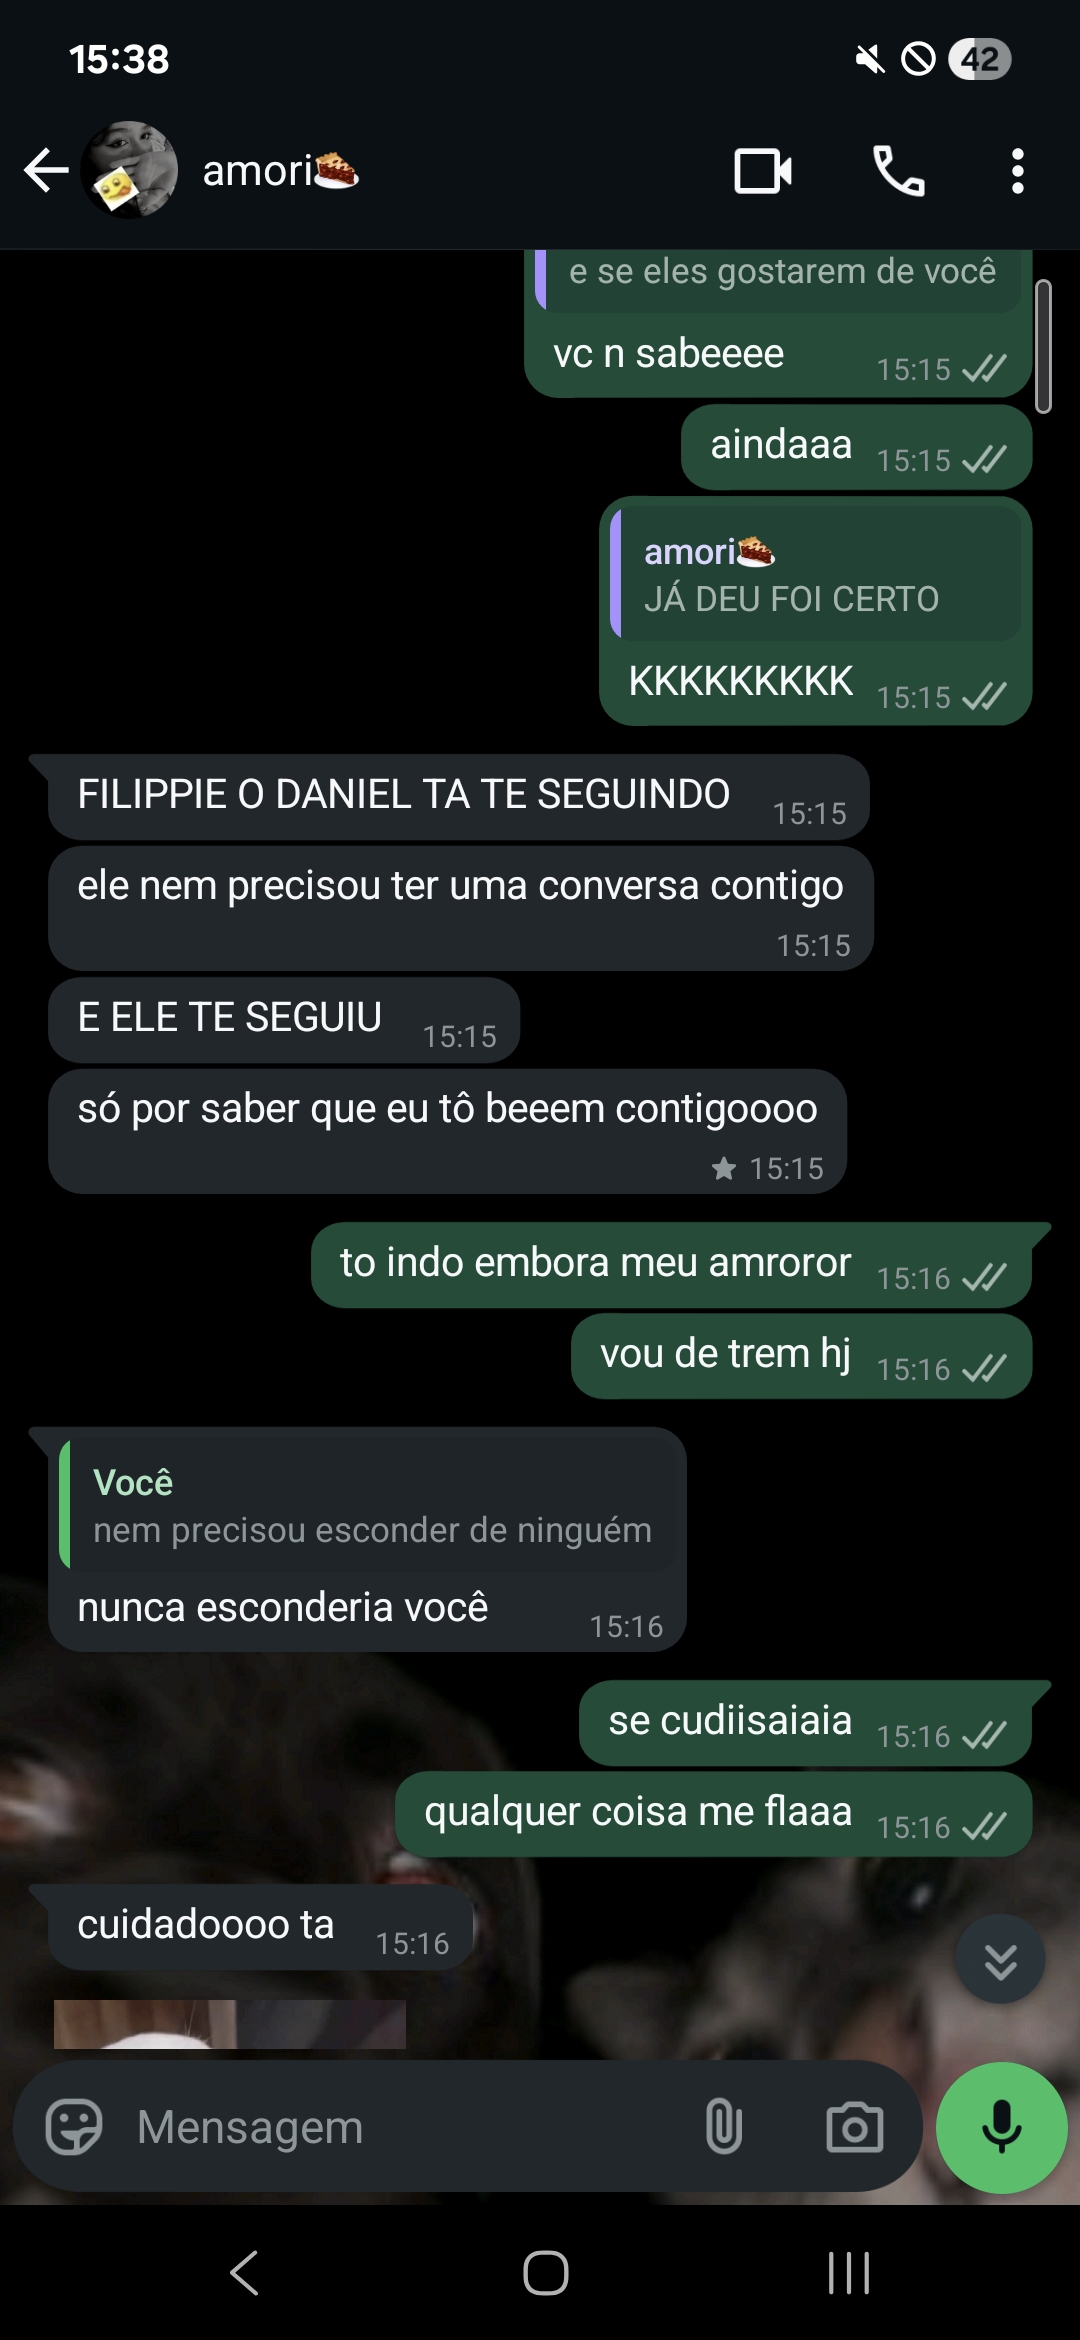 15:38
42
amori
e se eles gostarem de você
vc n sabeeee 15:15
aindaaa 15:15
amori
JÁ DEU FOI CERTO
KKKKKKKKK 15:15
FILIPPIE O DANIEL TA TE SEGUINDO 15:15
ele nem precisou ter uma conversa contigo
15:15
E ELE TE SEGUIU 15:15
só por saber que eu tô beeem contigoooo
15:15
to indo embora meu amroror 15:16
vou de trem hj 15:16
Você
nem precisou esconder de ninguém
nunca esconderia você 15:16
se cudiisaiaia 15:16
qualquer coisa me flaaa 15:16
cuidadoooo ta 15:16
Mensagem